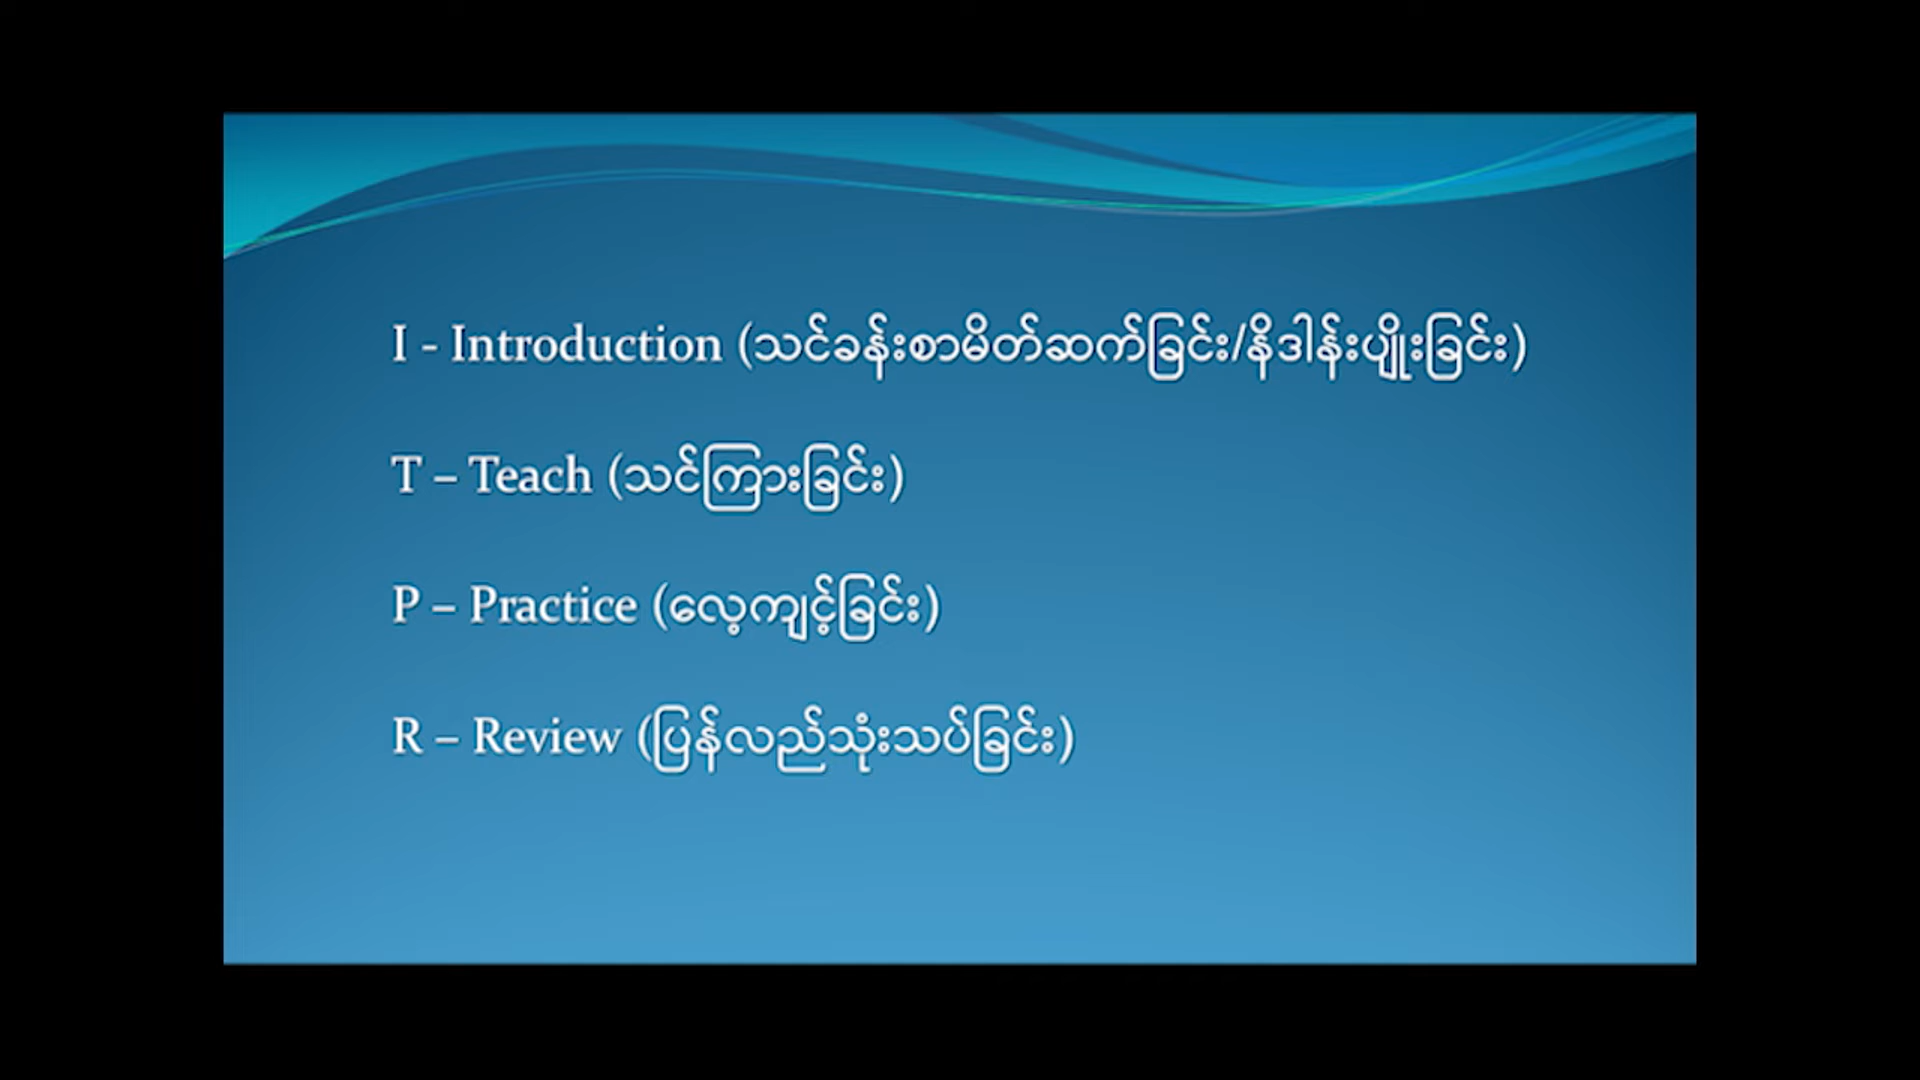 I - Introduction (သင်ခန်းစာမိတ်ဆက်ခြင်း/နိဒါန်းပျိုးခြင်း)
T – Teach (သင်ကြားခြင်း)
P – Practice (လေ့ကျင့်ခြင်း)
R – Review (ပြန်လည်သုံးသပ်ခြင်း)